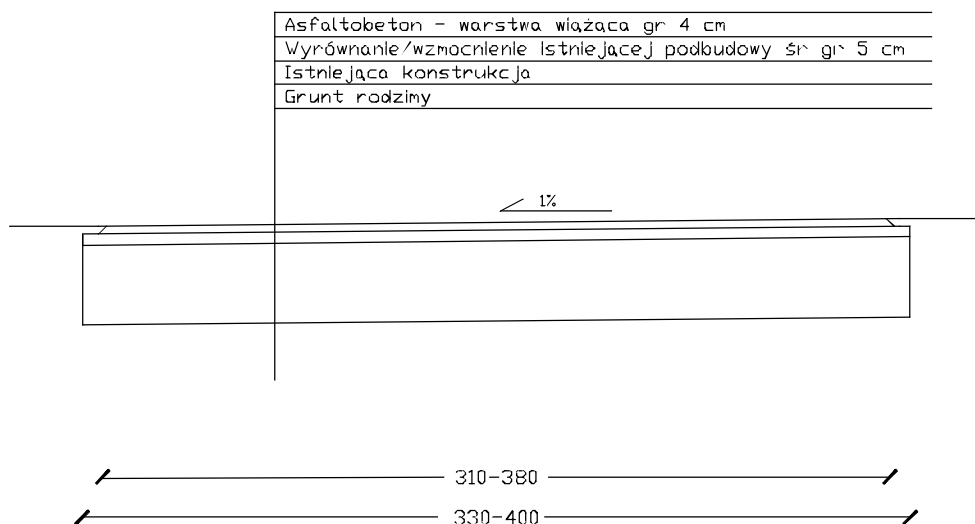 Asfaltobeton - warstwa wiążąca gr 4 cm
Wyrównanie/wzmocnienie istniejącej podbudowy śr gr 5 cm
Istniejąca konstrukcja
Grunt rodzimy
1%
310-380
330-400